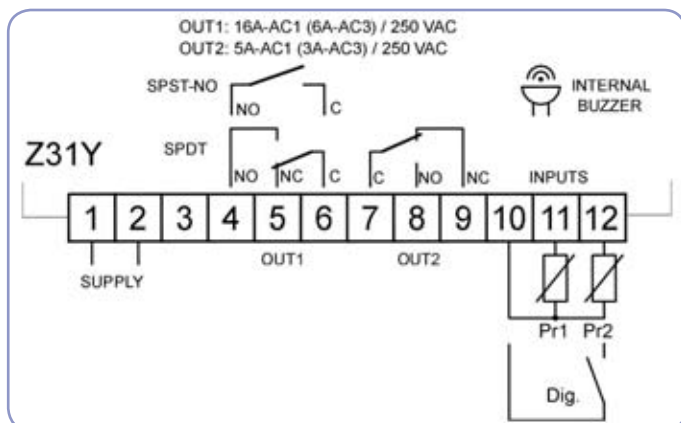 OUT1: 16A-AC1 (6A-AC3) / 250 VAC
OUT2: 5A-AC1 (3A-AC3) / 250 VAC
SPST-NO
NO
C
INTERNAL
BUZZER
Z31Y
SPDT
NO
NC
C
C
NO
NC
INPUTS
1 2 3 4 5 6 7 8 9 10 11 12
SUPPLY
OUT1
OUT2
Pr1
Pr2
Dig.